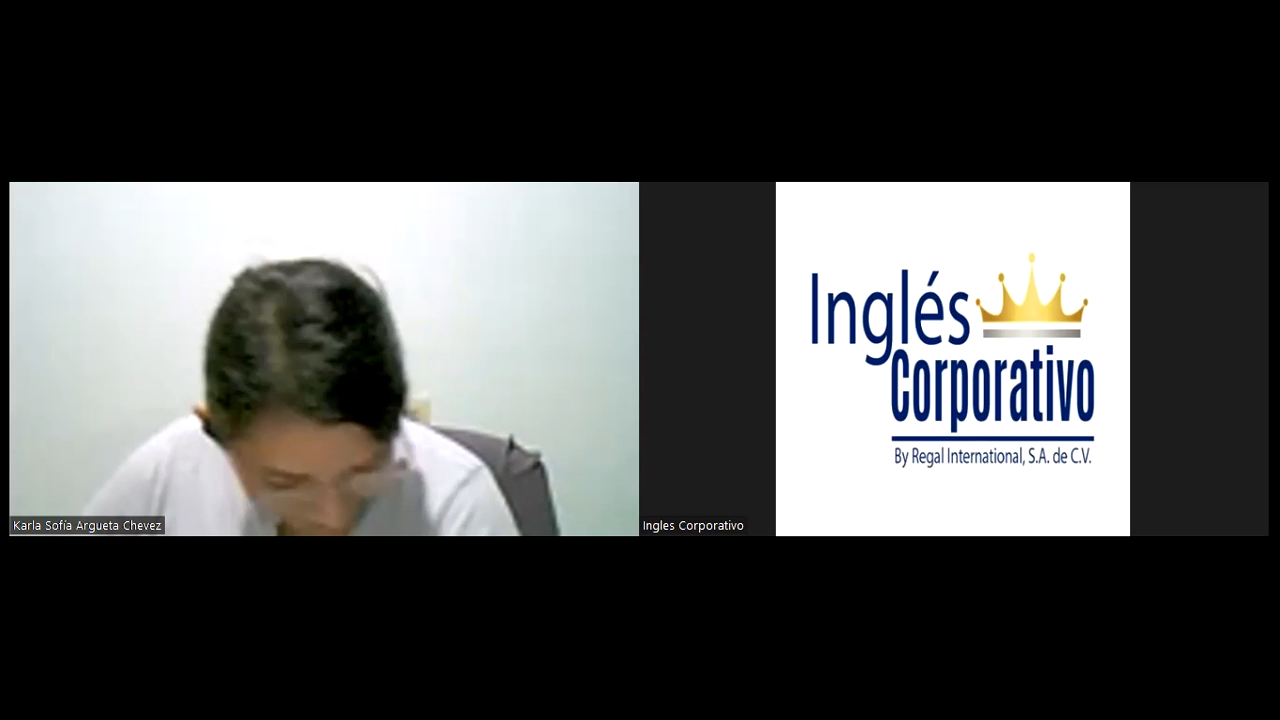 Inglés
Corporativo
By Regal International, S.A. de C.V.
Karla Sofía Argueta Chevez
Ingles Corporativo